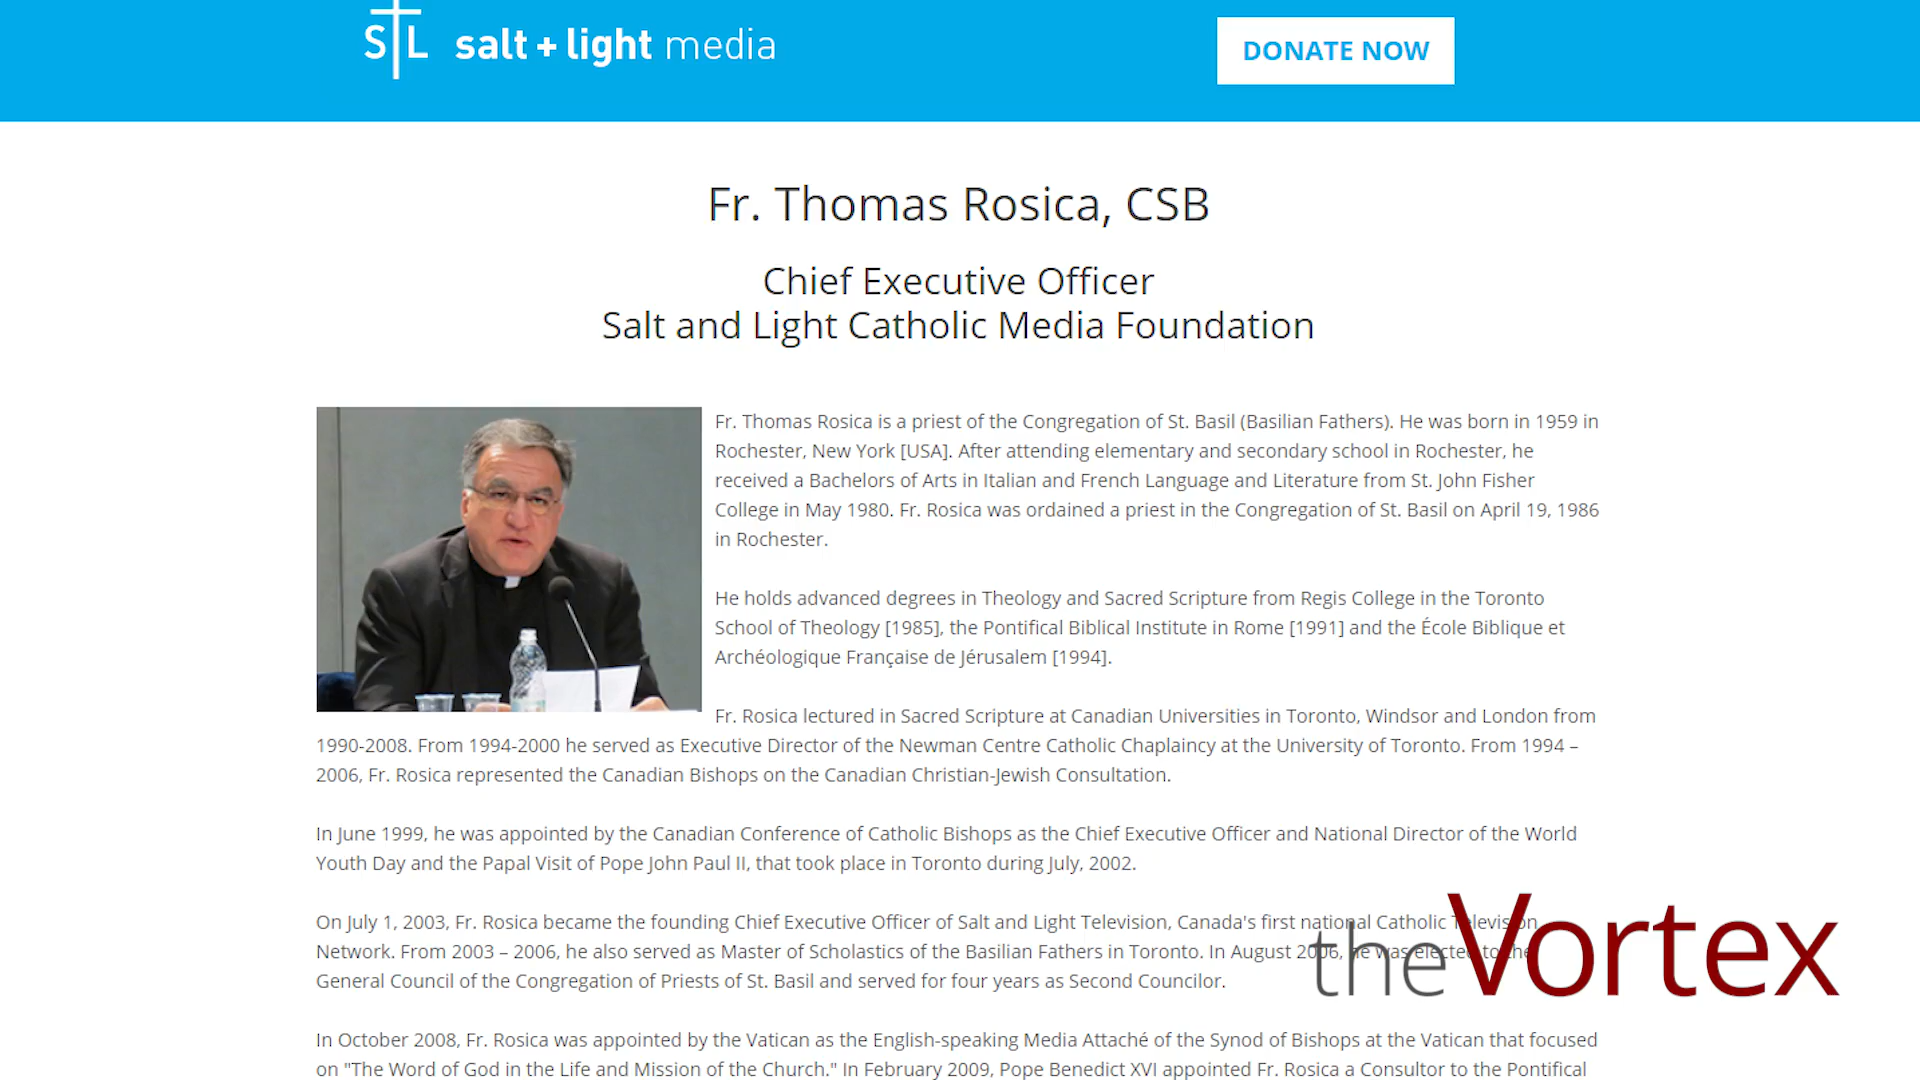 STL salt + light media
DONATE NOW
Fr. Thomas Rosica, CSB
Chief Executive Officer
Salt and Light Catholic Media Foundation
Fr. Thomas Rosica is a priest of the Congregation of St. Basil (Basilian Fathers). He was born in 1959 in
Rochester, New York [USA]. After attending elementary and secondary school in Rochester, he
received a Bachelors of Arts in Italian and French Language and Literature from St. John Fisher
College in May 1980. Fr. Rosica was ordained a priest in the Congregation of St. Basil on April 19, 1986
in Rochester.
He holds advanced degrees in Theology and Sacred Scripture from Regis College in the Toronto
School of Theology [1985], the Pontifical Biblical Institute in Rome [1991] and the École Biblique et
Archéologique Française de Jérusalem [1994].
Fr. Rosica lectured in Sacred Scripture at Canadian Universities in Toronto, Windsor and London from
1990-2008. From 1994-2000 he served as Executive Director of the Newman Centre Catholic Chaplaincy at the University of Toronto. From 1994 –
2006, Fr. Rosica represented the Canadian Bishops on the Canadian Christian-Jewish Consultation.
In June 1999, he was appointed by the Canadian Conference of Catholic Bishops as the Chief Executive Officer and National Director of the World
Youth Day and the Papal Visit of Pope John Paul II, that took place in Toronto during July, 2002.
On July 1, 2003, Fr. Rosica became the founding Chief Executive Officer of Salt and Light Television, Canada's first national Catholic Television
Network. From 2003 – 2006, he also served as Master of Scholastics of the Basilian Fathers in Toronto. In August 2006, he was elected to the
General Council of the Congregation of Priests of St. Basil and served for four years as Second Councilor.
the Vortex
In October 2008, Fr. Rosica was appointed by the Vatican as the English-speaking Media Attaché of the Synod of Bishops at the Vatican that focused
on "The Word of God in the Life and Mission of the Church." In February 2009, Pope Benedict XVI appointed Fr. Rosica a Consultor to the Pontifical